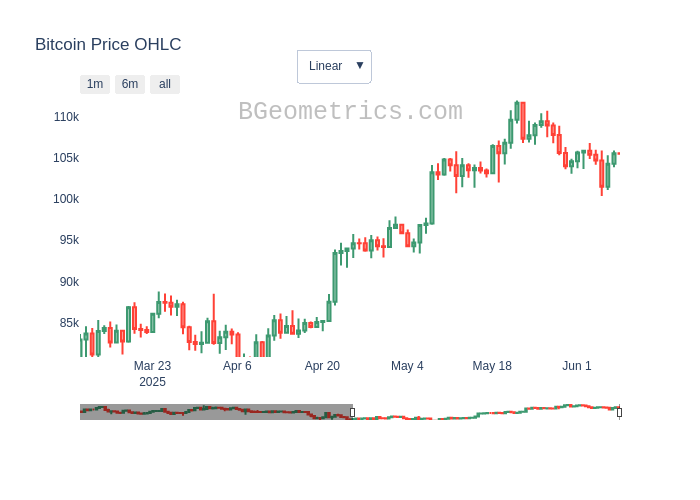 Bitcoin Price OHLC
Linear ▼
1m 6m all
BGeometrics.com
110k
105k
100k
95k
90k
85k
Mar 23 Apr 6 Apr 20 May 4 May 18 Jun 1
2025